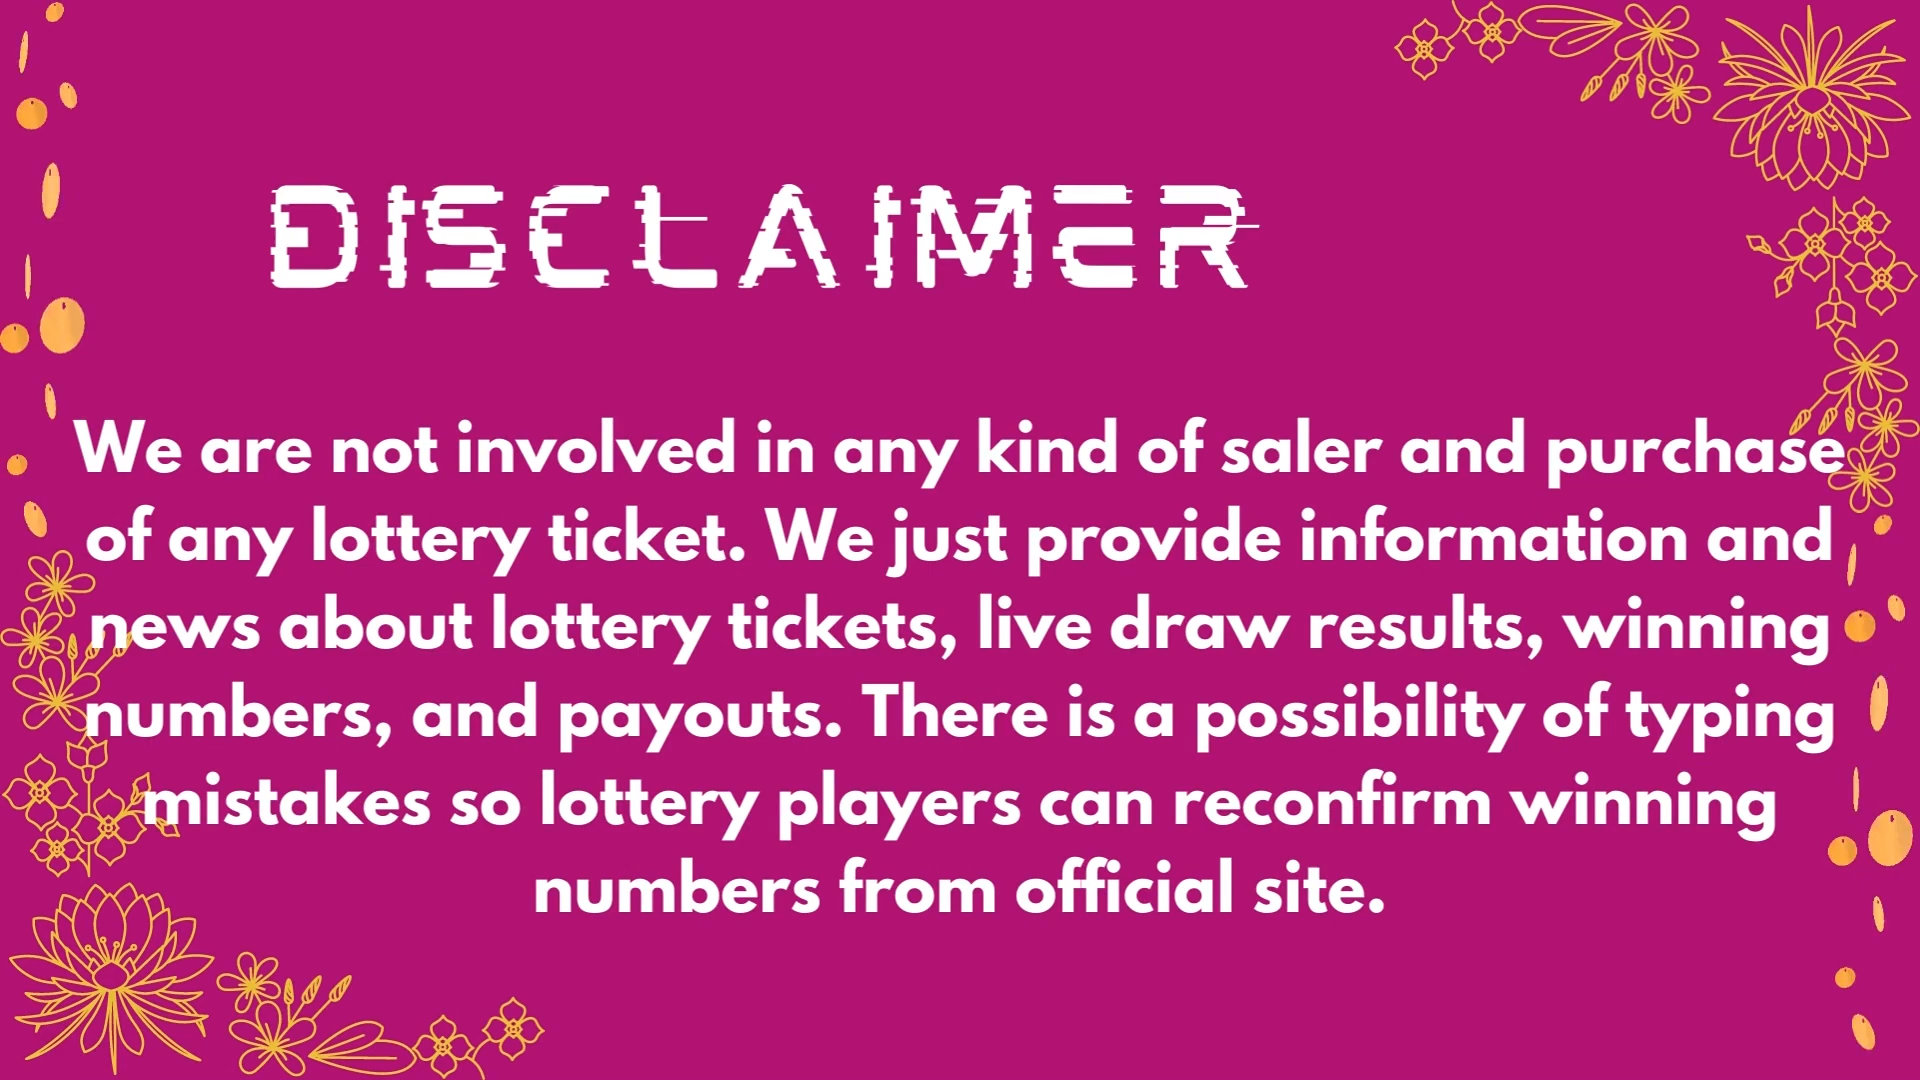 DISCLAIMER
We are not involved in any kind of saler and purchase
of any lottery ticket. We just provide information and
news about lottery tickets, live draw results, winning
numbers, and payouts. There is a possibility of typing
mistakes so lottery players can reconfirm winning
numbers from official site.